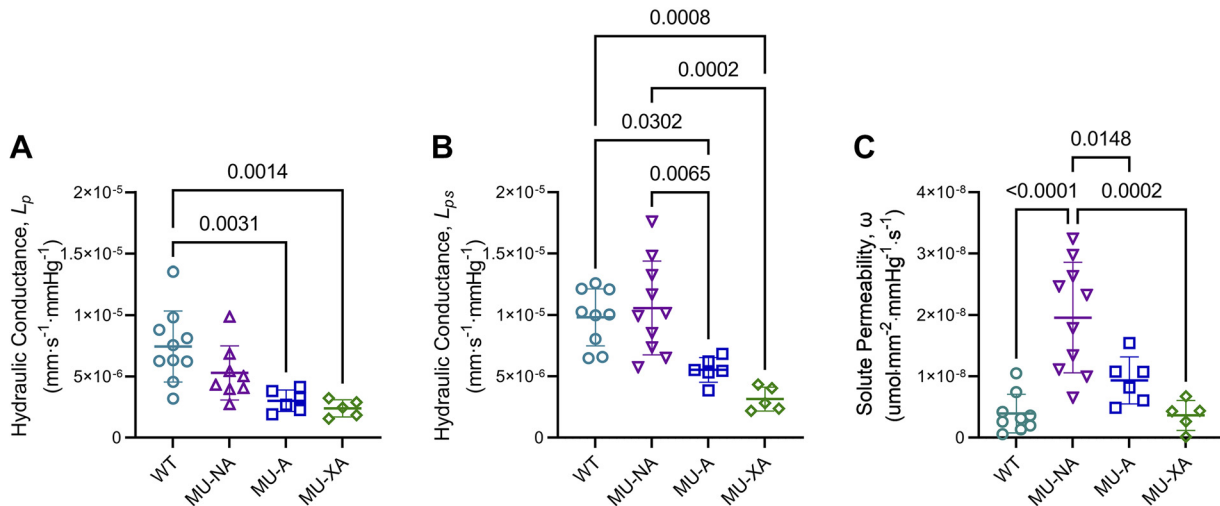 A
Hydraulic Conductance, Lₚ
(mm·s⁻¹·mmHg⁻¹)
2×10⁻⁵
1.5×10⁻⁵
1×10⁻⁵
5×10⁻⁶
0
0.0014
0.0031
WT
MU-NA
MU-A
MU-XA
B
Hydraulic Conductance, Lₚₛ
(mm·s⁻¹·mmHg⁻¹)
2×10⁻⁵
1.5×10⁻⁵
1×10⁻⁵
5×10⁻⁶
0
0.0008
0.0002
0.0302
0.0065
WT
MU-NA
MU-A
MU-XA
C
Solute Permeability, ω
(umol·mm⁻²·mmHg⁻¹·s⁻¹)
4×10⁻⁸
3×10⁻⁸
2×10⁻⁸
1×10⁻⁸
0
0.0148
<0.0001
0.0002
WT
MU-NA
MU-A
MU-XA